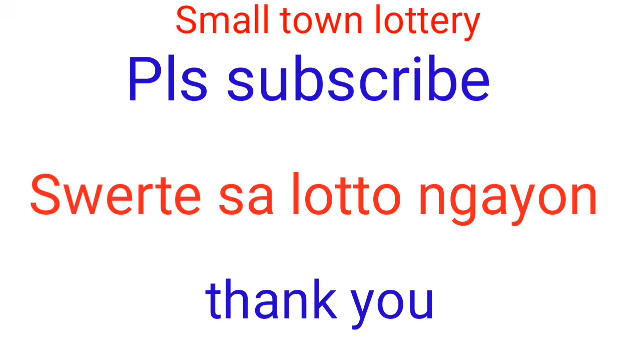 Small town lottery
Pls subscribe
Swerte sa lotto ngayon
thank you